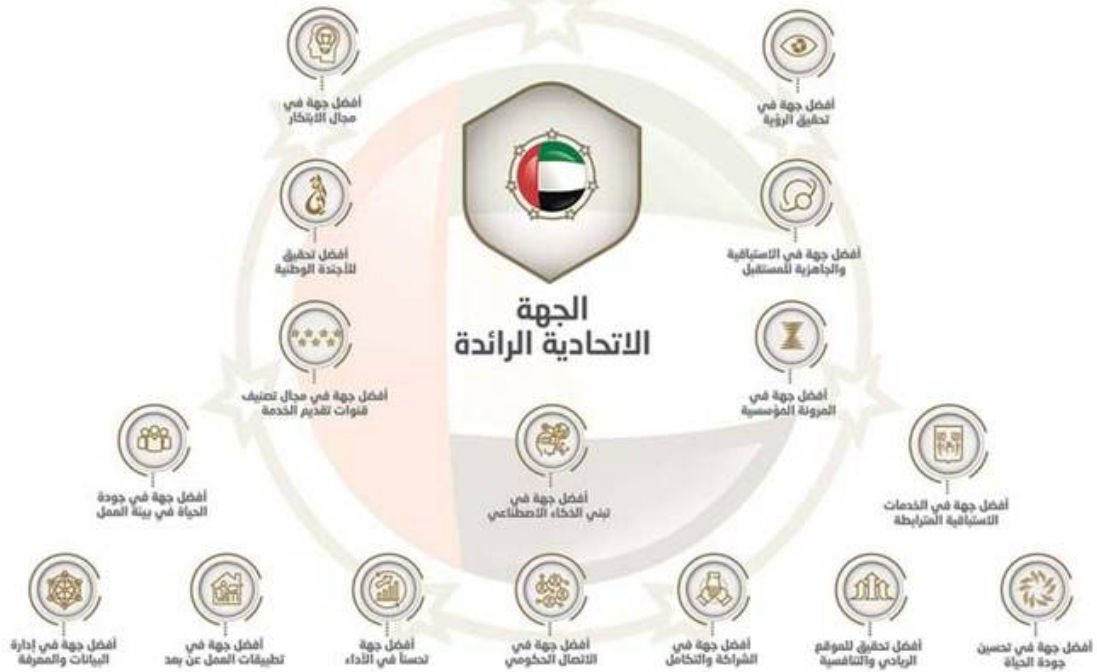 أفضل جهة في
تحقيق الرؤية
أفضل جهة في
مجال الابتكار
أفضل جهة في الاستباقية
والجاهزية للمستقبل
أفضل تحقيق
للأجندة الوطنية
الجهة
الاتحادية الرائدة
أفضل جهة في
المرونة المؤسسية
أفضل جهة في مجال تصنيف
قنوات تقديم الخدمة
أفضل جهة في الخدمات
الاستباقية المترابطة
أفضل جهة في
تبني الذكاء الاصطناعي
أفضل جهة في جودة
الحياة في بيئة العمل
أفضل جهة في تحسين
جودة الحياة
أفضل تحقيق للموقع
الريادي والتنافسية
أفضل جهة في
الشراكة والتكامل
أفضل جهة في
الاتصال الحكومي
أفضل جهة
تحسناً في الأداء
أفضل جهة في
تطبيقات العمل عن بعد
أفضل جهة في إدارة
البيانات والمعرفة